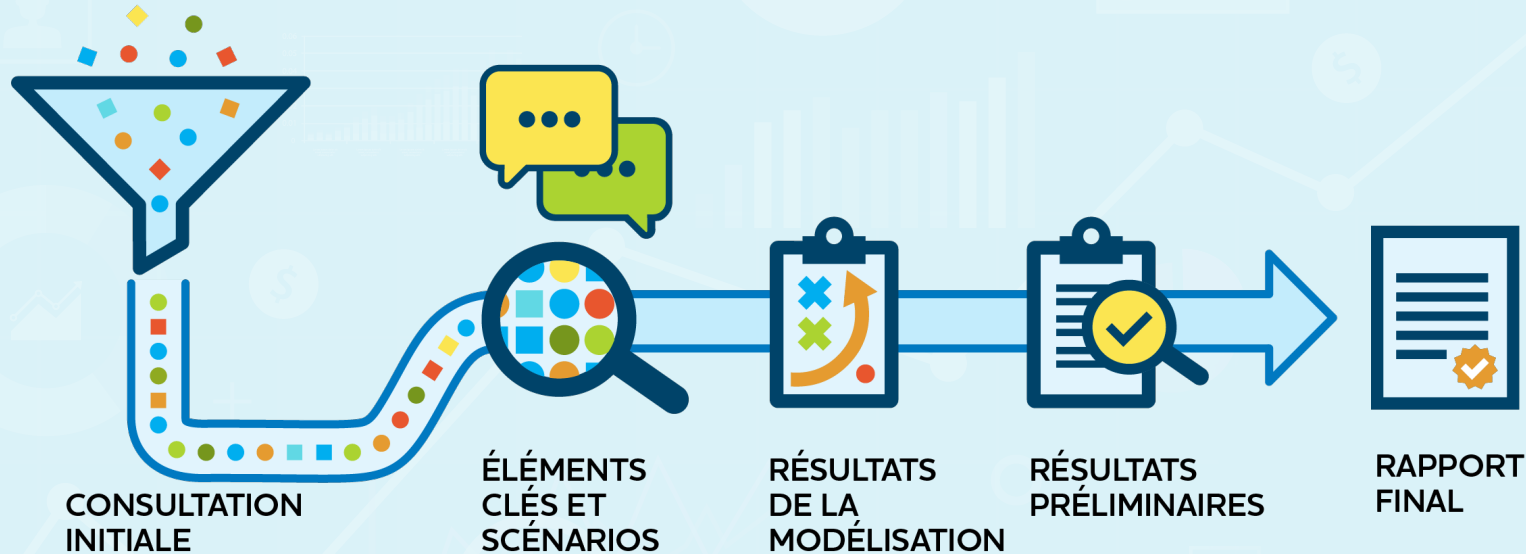 CONSULTATION
INITIALE
ÉLÉMENTS
CLÉS ET
SCÉNARIOS
RÉSULTATS
DE LA
MODÉLISATION
RÉSULTATS
PRÉLIMINAIRES
RAPPORT
FINAL